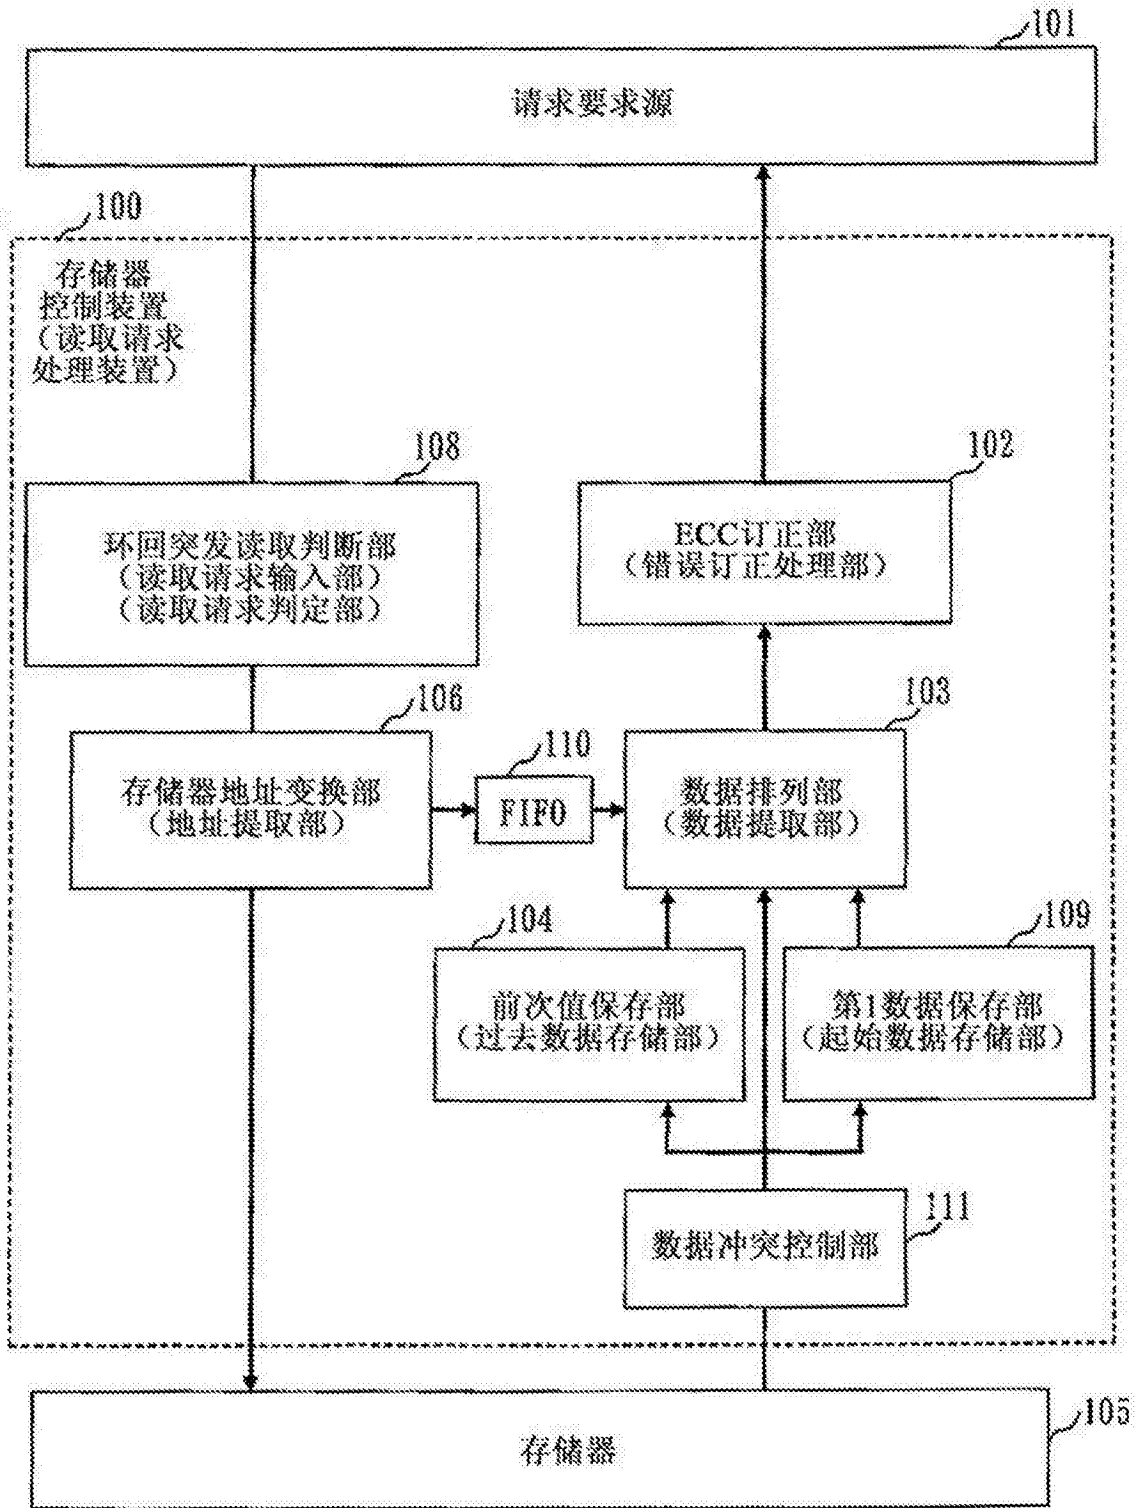 101
请求要求源
100
存储器
控制装置
（读取请求
处理装置）
108
环回突发读取判断部
（读取请求输入部）
（读取请求判定部）
102
ECC订正部
（错误订正处理部）
106
存储器地址变换部
（地址提取部）
110
FIFO
103
数据排列部
（数据提取部）
104
前次值保存部
（过去数据存储部）
109
第1数据保存部
（起始数据存储部）
111
数据冲突控制部
105
存储器